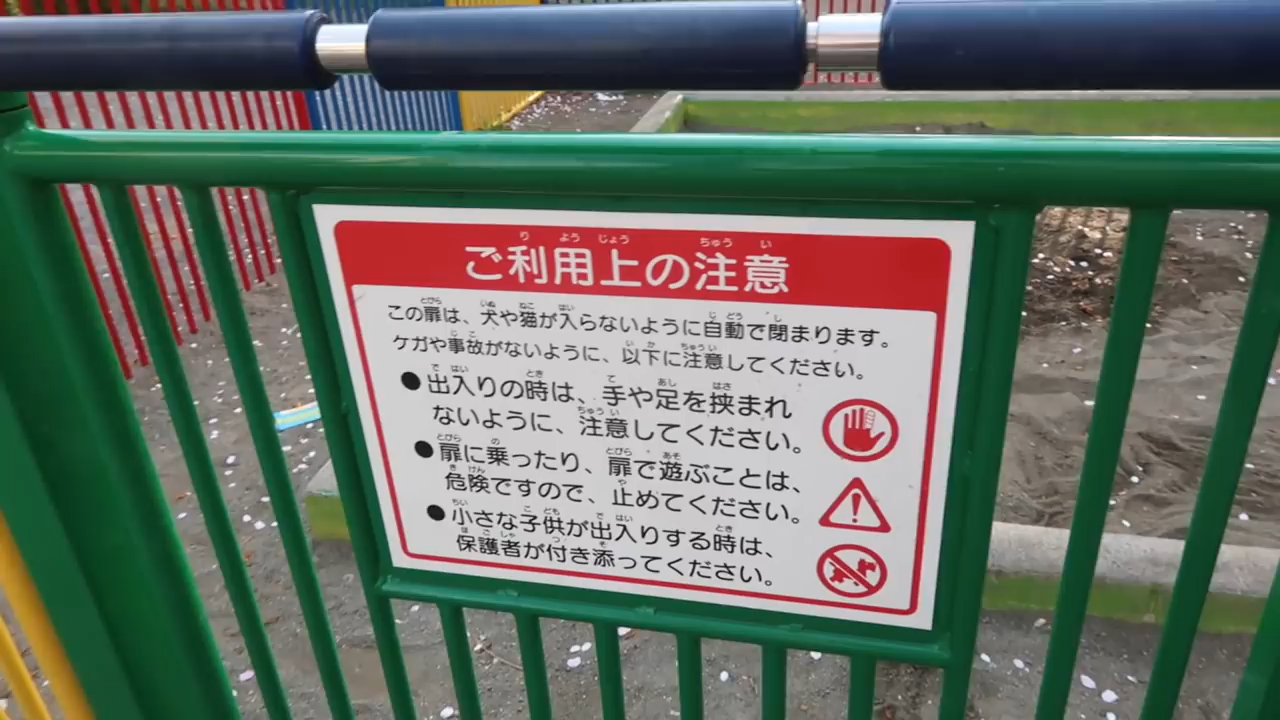 ご利用上の注意
この扉は、犬や猫が入らないように自動で閉まります。
ケガや事故がないように、以下に注意してください。
●出入りの時は、手や足を挟まれ
ないように、注意してください。
●扉に乗ったり、扉で遊ぶことは、
危険ですので、止めてください。
●小さな子供が出入りする時は、
保護者が付き添ってください。